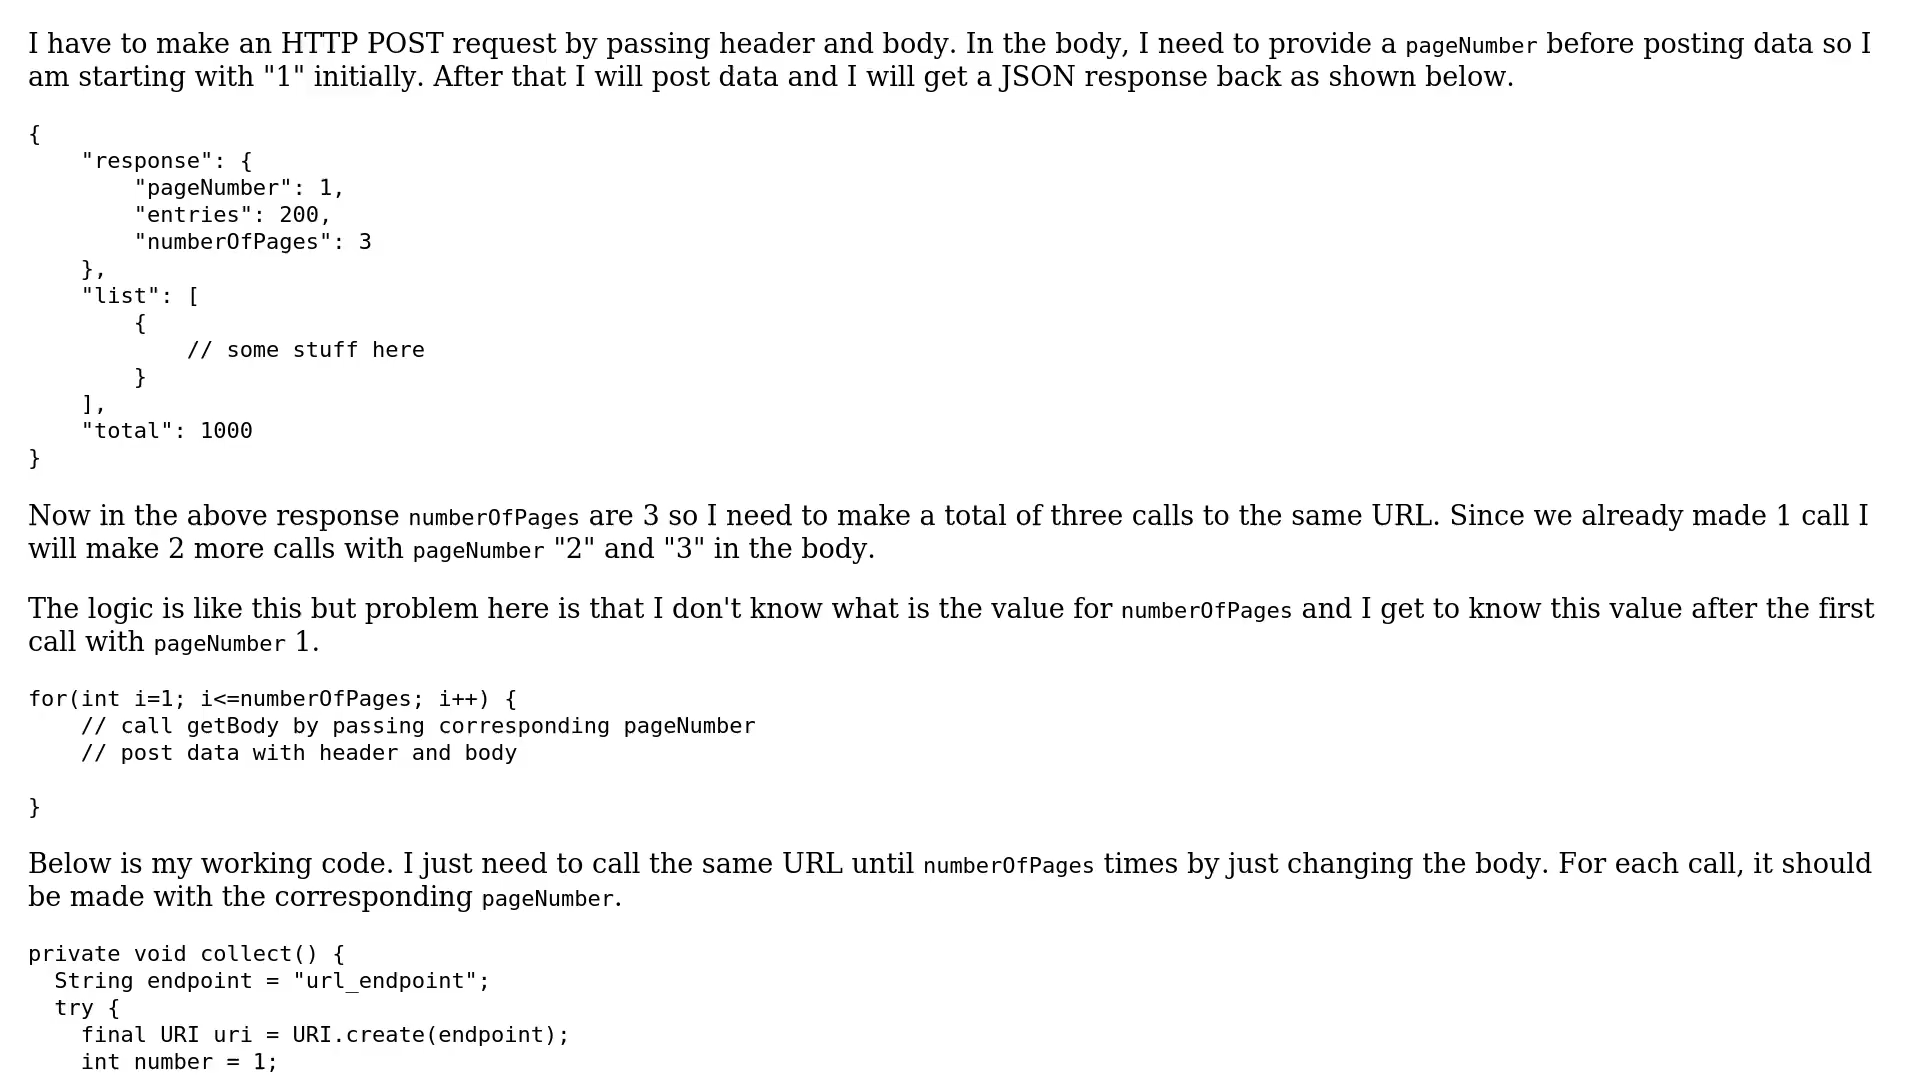 I have to make an HTTP POST request by passing header and body. In the body, I need to provide a pageNumber before posting data so I
am starting with "1" initially. After that I will post data and I will get a JSON response back as shown below.
{
    "response": {
        "pageNumber": 1,
        "entries": 200,
        "numberOfPages": 3
    },
    "list": [
        {
            // some stuff here
        }
    ],
    "total": 1000
}
Now in the above response numberOfPages are 3 so I need to make a total of three calls to the same URL. Since we already made 1 call I
will make 2 more calls with pageNumber "2" and "3" in the body.
The logic is like this but problem here is that I don't know what is the value for numberOfPages and I get to know this value after the first
call with pageNumber 1.
for(int i=1; i<=numberOfPages; i++) {
    // call getBody by passing corresponding pageNumber
    // post data with header and body
}
Below is my working code. I just need to call the same URL until numberOfPages times by just changing the body. For each call, it should
be made with the corresponding pageNumber.
private void collect() {
  String endpoint = "url_endpoint";
  try {
    final URI uri = URI.create(endpoint);
    int number = 1;